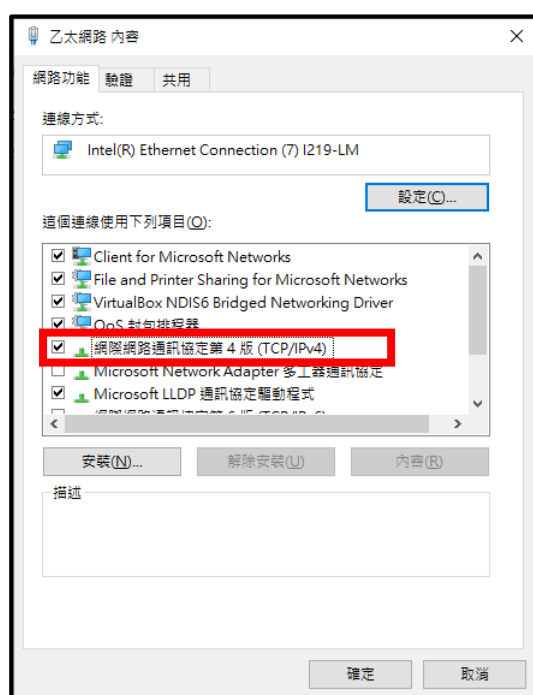 乙太網路 內容
網路功能 驗證 共用
連線方式:
Intel(R) Ethernet Connection (7) I219-LM
設定(C)...
這個連線使用下列項目(O):
Client for Microsoft Networks
File and Printer Sharing for Microsoft Networks
VirtualBox NDIS6 Bridged Networking Driver
QoS 封包排程器
網際網路通訊協定第 4 版 (TCP/IPv4)
Microsoft Network Adapter 多工器通訊協定
Microsoft LLDP 通訊協定驅動程式
安裝(N)... 解除安裝(U) 內容(R)
描述
確定 取消